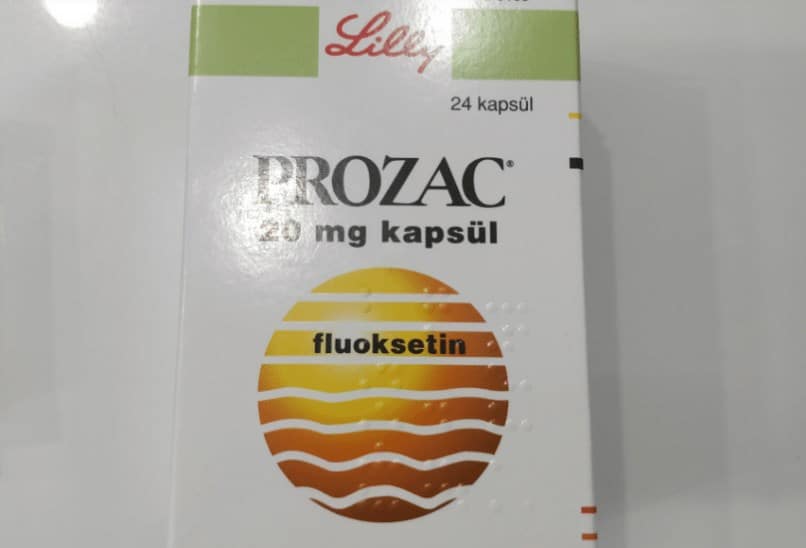 Lilly
24 kapsül
PROZAC®
20 mg kapsül
fluoksetin